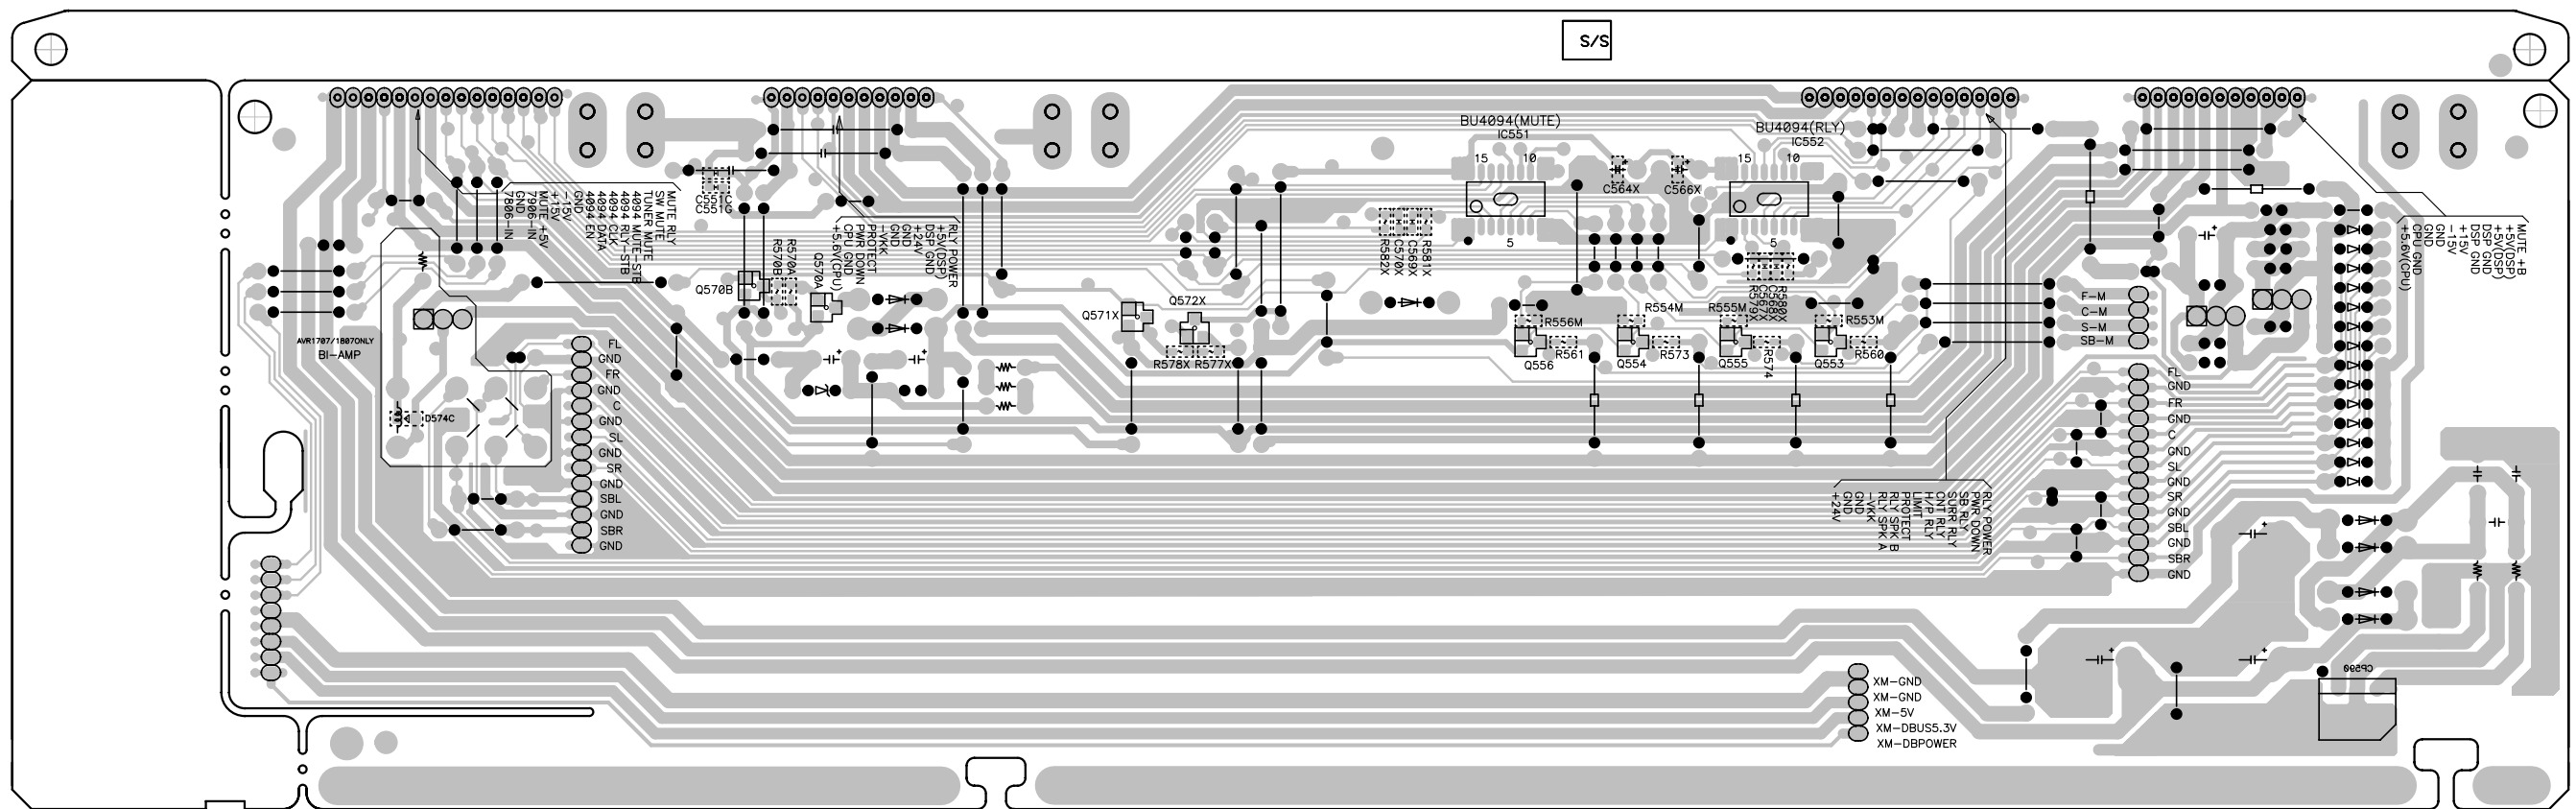 S/S
BU4094(MUTE)
IC551
15
10
5
BU4094(RLY)
IC552
15
10
5
C564X
C566X
MUTE RLY
SW MUTE
TUNER MUTE
4094 MUTE-STB
4094 RLY-STB
4094 CLK
4094 DATA
4094 EN
GND
-15V
+15V
MUTE +5V
7906-IN
GND
7806-IN
C551G
RLY POWER
+5V(DSP)
DSP GND
+24V
GND
GND
-VKK
PROTECT
PWR DOWN
CPU GND
+5.6V(CPU)
R570A
R570B
Q570A
Q570B
Q571X
Q572X
R578X
R577X
R582X
C570X
C569X
R581X
R579X
C567X
C568X
R580X
R556M
R554M
R555M
R553M
R561
R573
R574
R560
Q556
Q554
Q555
Q553
MUTE +B
+5V(DSP)
+5V(DSP)
DSP GND
DSP GND
+15V
-15V
GND
GND
CPU GND
+5.6V(CPU)
F-M
C-M
S-M
SB-M
AVR1707/1807ONLY
BI-AMP
D574C
FL
GND
FR
GND
C
GND
SL
GND
SR
GND
SBL
GND
SBR
GND
FL
GND
FR
GND
C
GND
SL
GND
SR
GND
SBL
GND
SBR
GND
RLY POWER
PWR DOWN
SB RLY
SURR RLY
CNT RLY
H/P RLY
LIMIT
PROTECT
RLY SPK B
RLY SPK A
-VKK
GND
GND
+24V
CP590
XM-GND
XM-GND
XM-5V
XM-DBUS5.3V
XM-DBPOWER